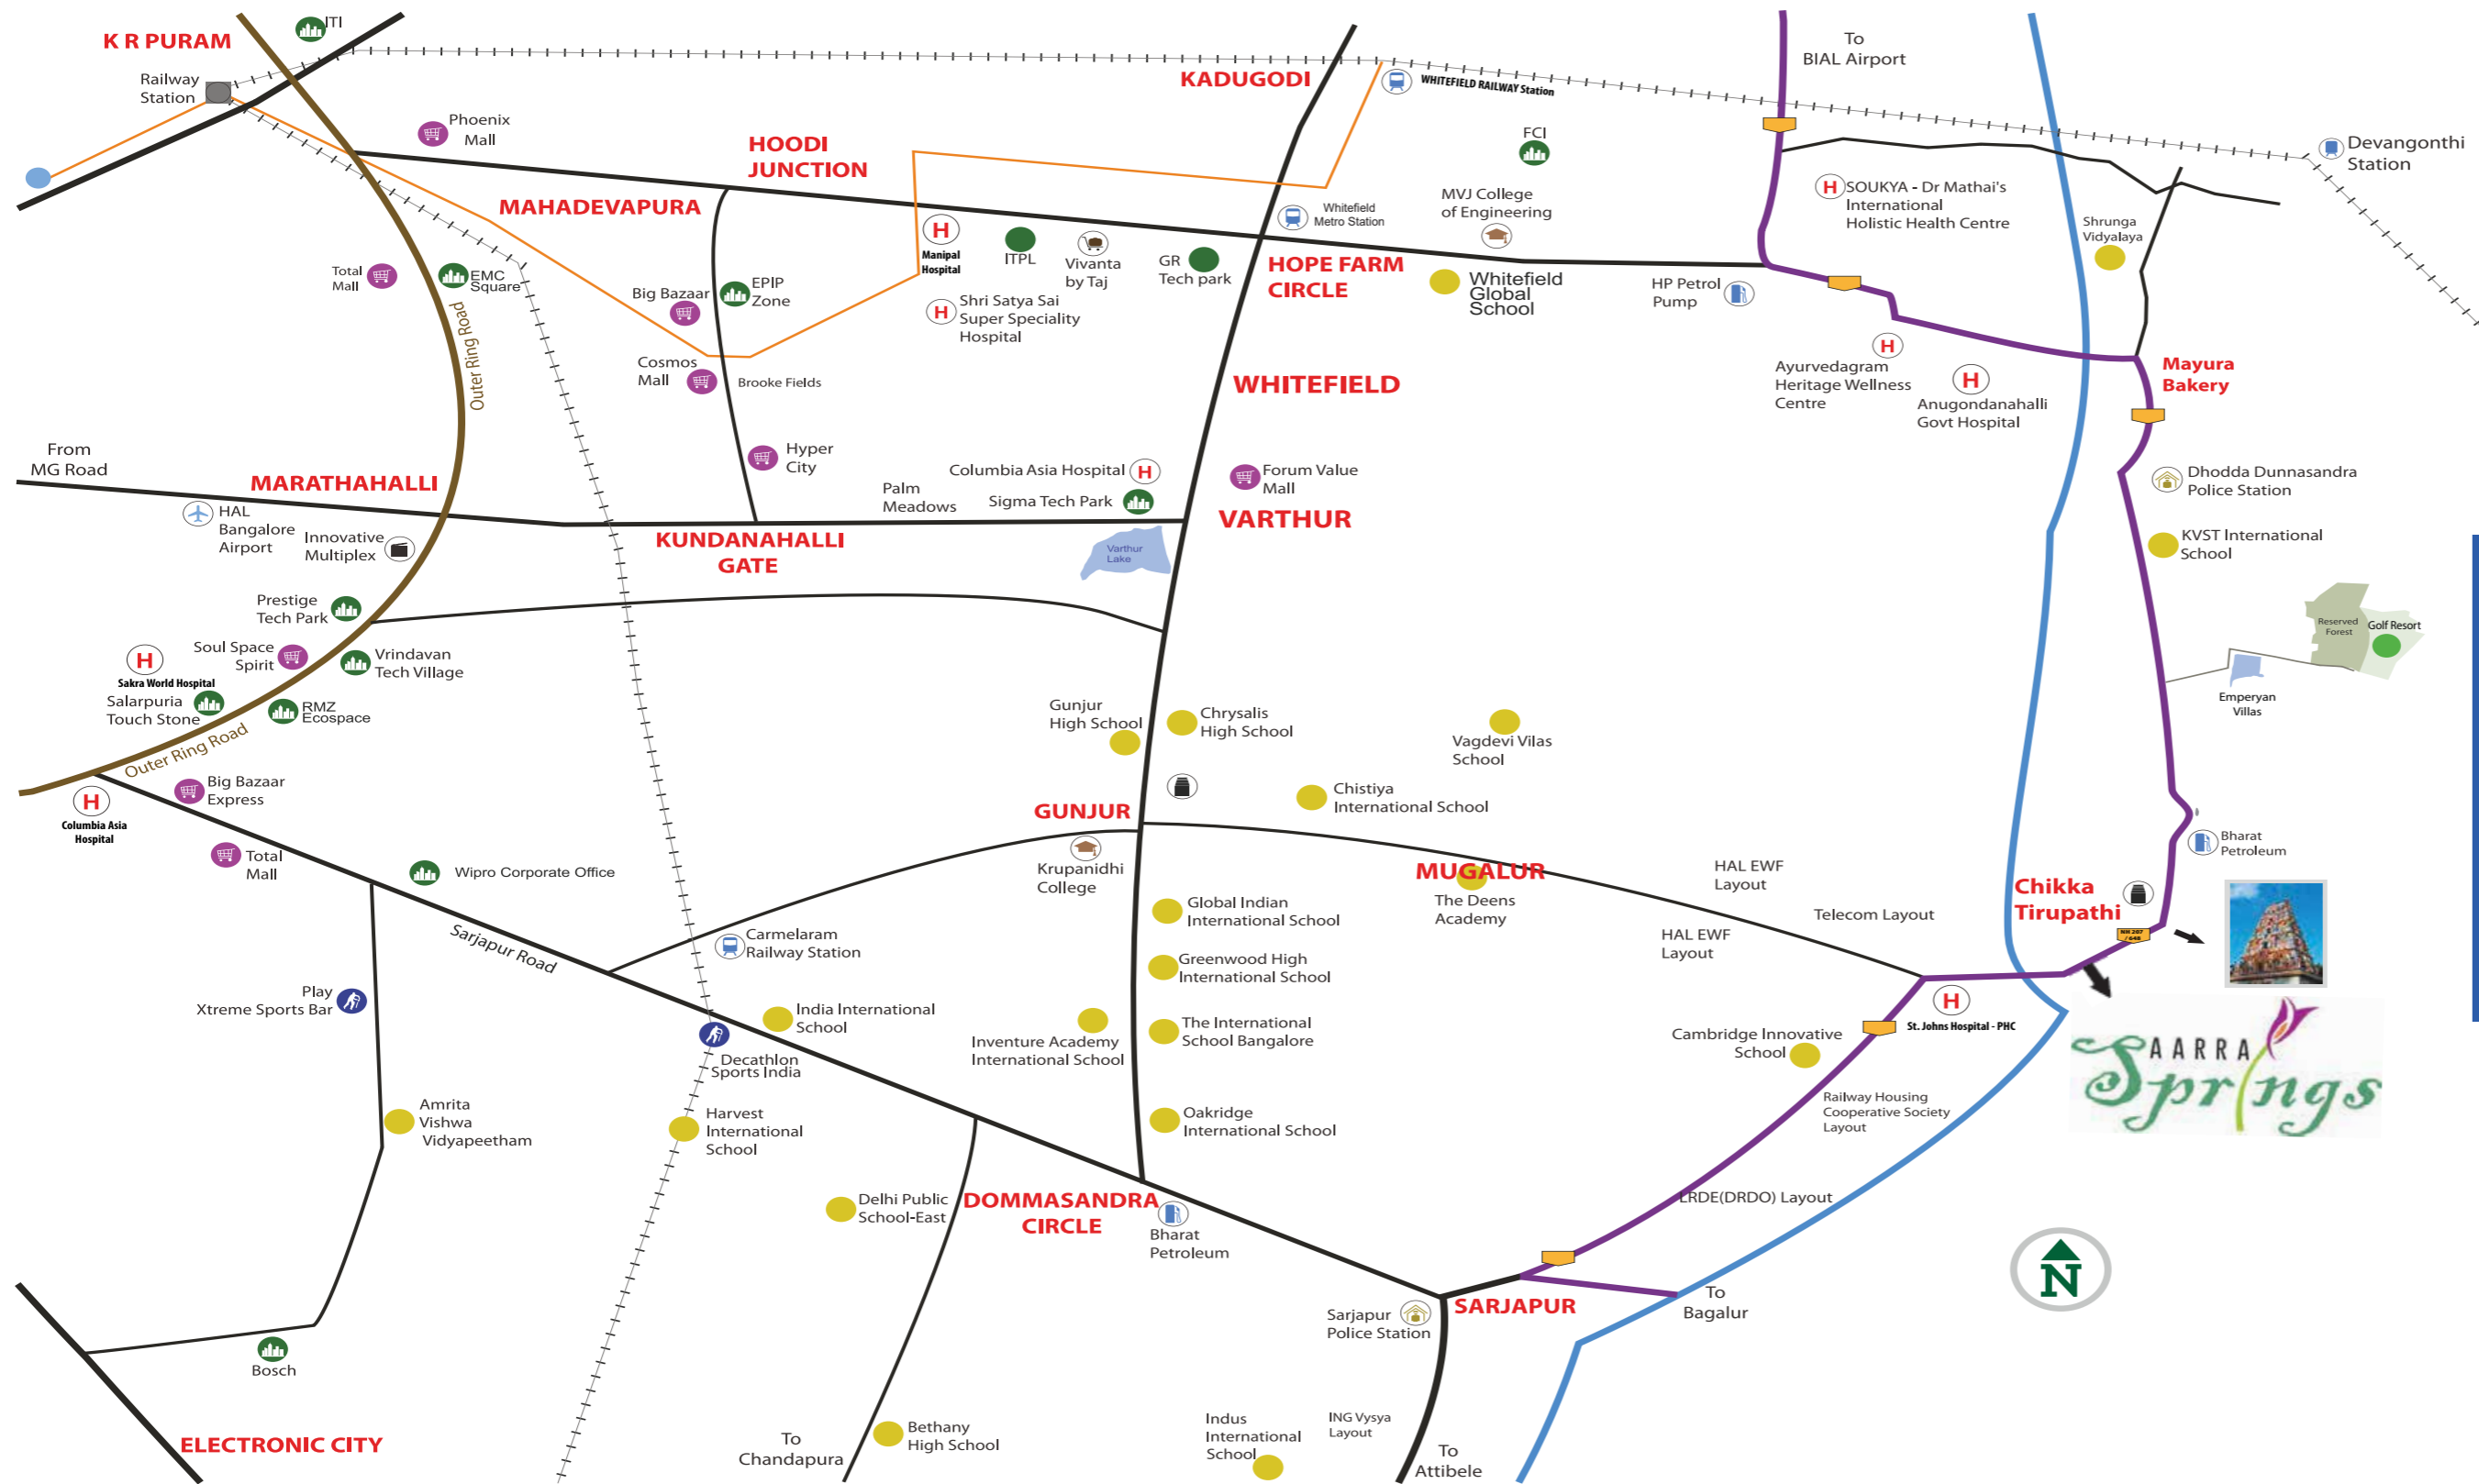 ITI
K R PURAM
Railway
Station
Phoenix
Mall
HOODI
JUNCTION
MAHADEVAPURA
KADUGODI
WHITEFIELD RAILWAY Station
To
BIAL Airport
FCI
Devangonthi
Station
MVJ College
of Engineering
SOUKYA - Dr Mathai's
International
Holistic Health Centre
Shrunga
Vidyalaya
Whitefield
Metro Station
Manipal
Hospital
ITPL
Vivanta
by Taj
GR
Tech park
HOPE FARM
CIRCLE
Whitefield
Global
School
HP Petrol
Pump
Total
Mall
EMC
Square
Outer Ring Road
Big Bazaar
EPIP
Zone
Shri Satya Sai
Super Speciality
Hospital
Cosmos
Mall
Brooke Fields
WHITEFIELD
Ayurvedagram
Heritage Wellness
Centre
Anugondanahalli
Govt Hospital
Mayura
Bakery
From
MG Road
MARATHAHALLI
Hyper
City
Palm
Meadows
Columbia Asia Hospital
Sigma Tech Park
Forum Value
Mall
VARTHUR
Dhodda Dunnasandra
Police Station
HAL
Bangalore
Airport
Innovative
Multiplex
KUNDANAHALLI
GATE
Varthur
Lake
KVST International
School
Prestige
Tech Park
Soul Space
Spirit
Vrindavan
Tech Village
Sakra World Hospital
Salarpuria
Touch Stone
RMZ
Ecospace
Outer Ring Road
Reserved
Forest
Golf Resort
Emperyan
Villas
Gunjur
High School
Chrysalis
High School
Vagdevi Vilas
School
Big Bazaar
Express
Columbia Asia
Hospital
Chistiya
International School
GUNJUR
Total
Mall
Wipro Corporate Office
Krupanidhi
College
MUGALUR
The Deens
Academy
HAL EWF
Layout
Telecom Layout
HAL EWF
Layout
Bharat
Petroleum
Chikka
Tirupathi
NH 207
/ 648
Sarjapur Road
Carmelaram
Railway Station
Global Indian
International School
Greenwood High
International School
Play
Xtreme Sports Bar
India International
School
Decathlon
Sports India
Inventure Academy
International School
The International
School Bangalore
Cambridge Innovative
School
St. Johns Hospital - PHC
AARRA
Springs
Amrita
Vishwa
Vidyapeetham
Harvest
International
School
Oakridge
International School
Railway Housing
Cooperative Society
Layout
Delhi Public
School-East
DOMMASANDRA
CIRCLE
Bharat
Petroleum
LRDE(DRDO) Layout
N
Sarjapur
Police Station
SARJAPUR
To
Bagalur
Bosch
ELECTRONIC CITY
To
Chandapura
Bethany
High School
Indus
International
School
ING Vysya
Layout
To
Attibele